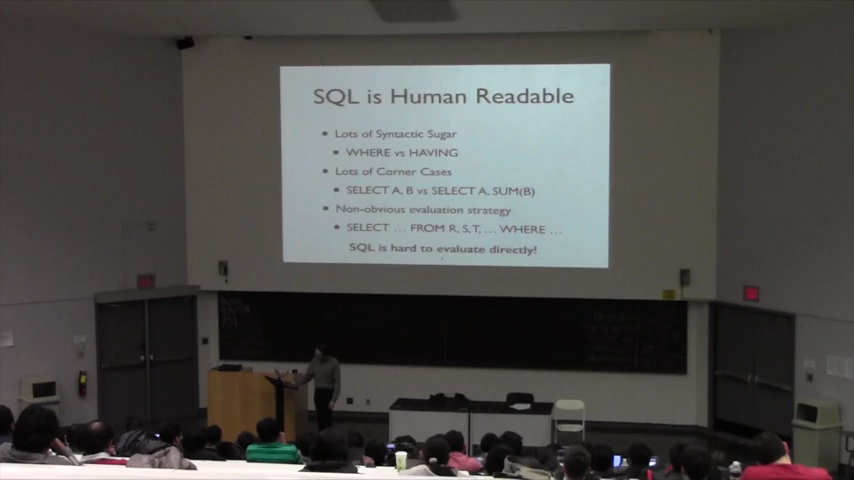 SQL is Human Readable
• Lots of Syntactic Sugar
• WHERE vs HAVING
• Lots of Corner Cases
• SELECT A, B vs SELECT A, SUM(B)
• Non-obvious evaluation strategy
• SELECT ... FROM R, S, T, ... WHERE ...
SQL is hard to evaluate directly!